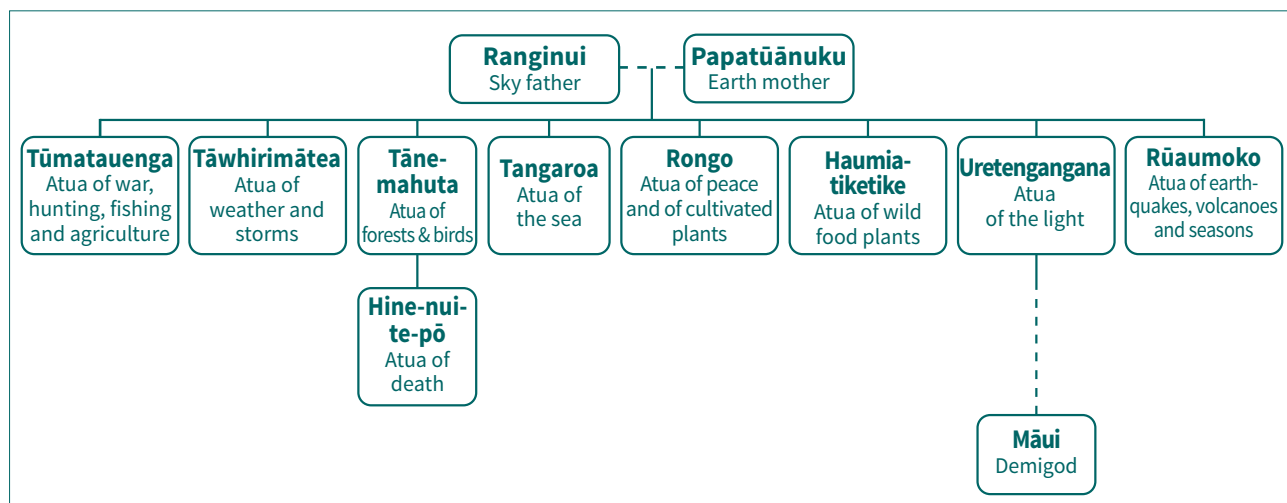 Ranginui
Sky father
Papatūānuku
Earth mother
Tūmatauenga
Atua of war,
hunting, fishing
and agriculture
Tāwhirimātea
Atua of
weather and
storms
Tāne-
mahuta
Atua of
forests & birds
Tangaroa
Atua of
the sea
Rongo
Atua of peace
and of cultivated
plants
Haumia-
tiketike
Atua of wild
food plants
Uretengangana
Atua
of the light
Rūaumoko
Atua of earth-
quakes, volcanoes
and seasons
Hine-nui-
te-pō
Atua of
death
Māui
Demigod